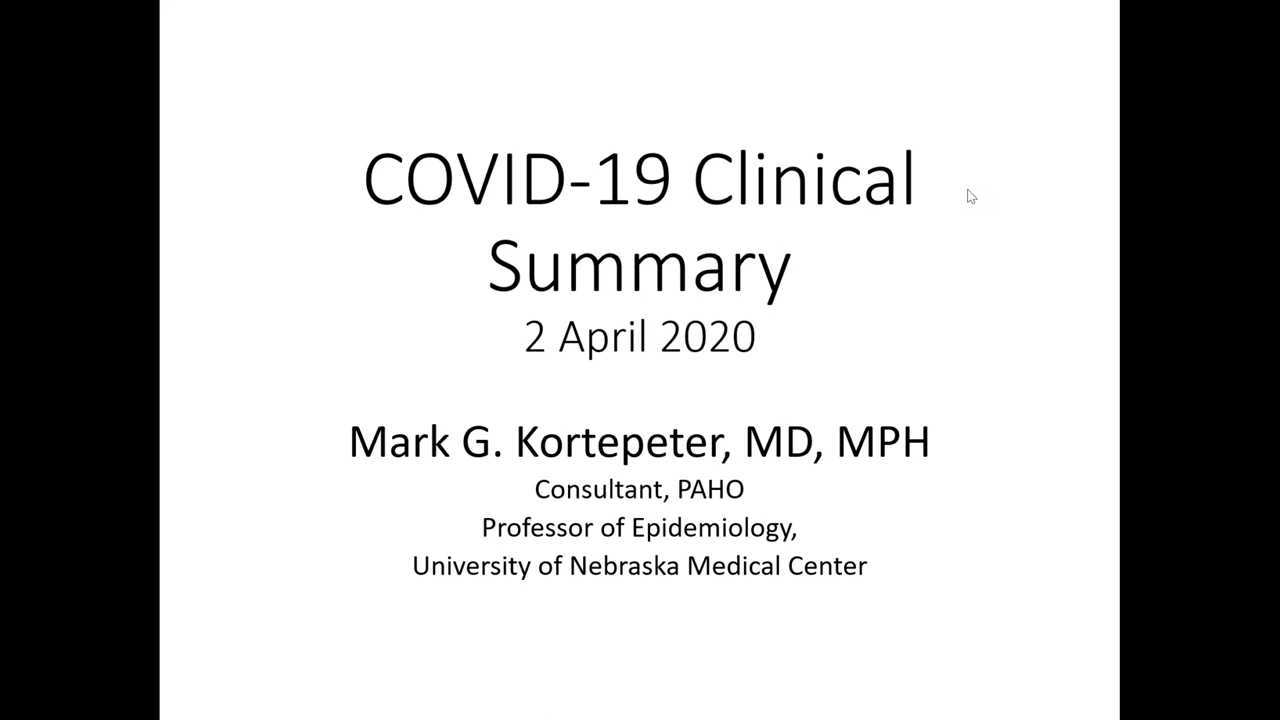 COVID-19 Clinical
Summary
2 April 2020
Mark G. Kortepeter, MD, MPH
Consultant, PAHO
Professor of Epidemiology,
University of Nebraska Medical Center